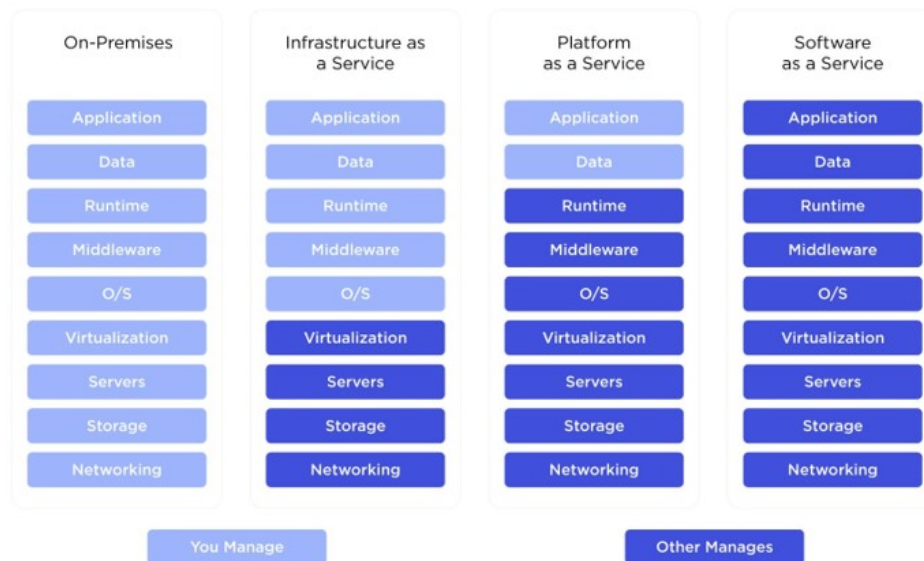 On-Premises
Application
Data
Runtime
Middleware
O/S
Virtualization
Servers
Storage
Networking
Infrastructure as
a Service
Application
Data
Runtime
Middleware
O/S
Virtualization
Servers
Storage
Networking
Platform
as a Service
Application
Data
Runtime
Middleware
O/S
Virtualization
Servers
Storage
Networking
Software
as a Service
Application
Data
Runtime
Middleware
O/S
Virtualization
Servers
Storage
Networking
You Manage
Other Manages